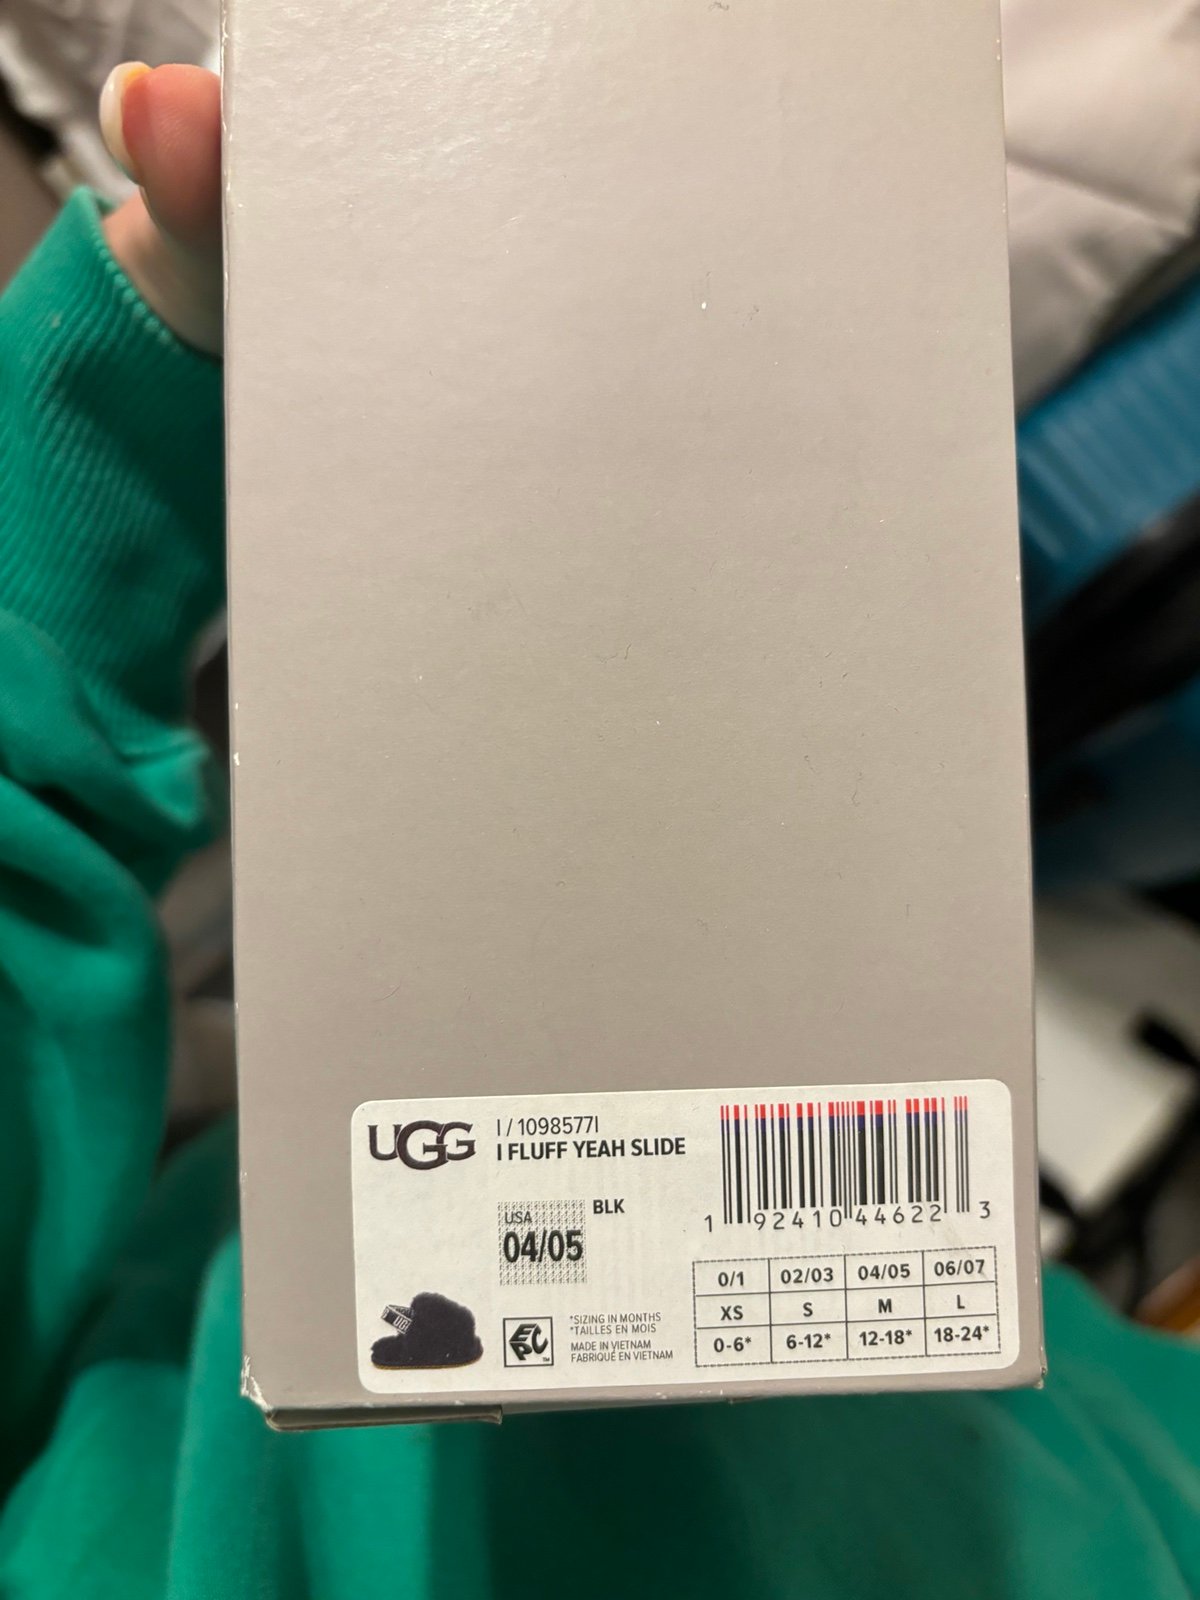 UGG
I / 1098577I
I FLUFF YEAH SLIDE
BLK
USA
04/05
1 92410 44622 3
0/1 02/03 04/05 06/07
XS S M L
0-6* 6-12* 12-18* 18-24*
EPC™
*SIZING IN MONTHS
*TAILLES EN MOIS
MADE IN VIETNAM
FABRIQUÉ EN VIETNAM